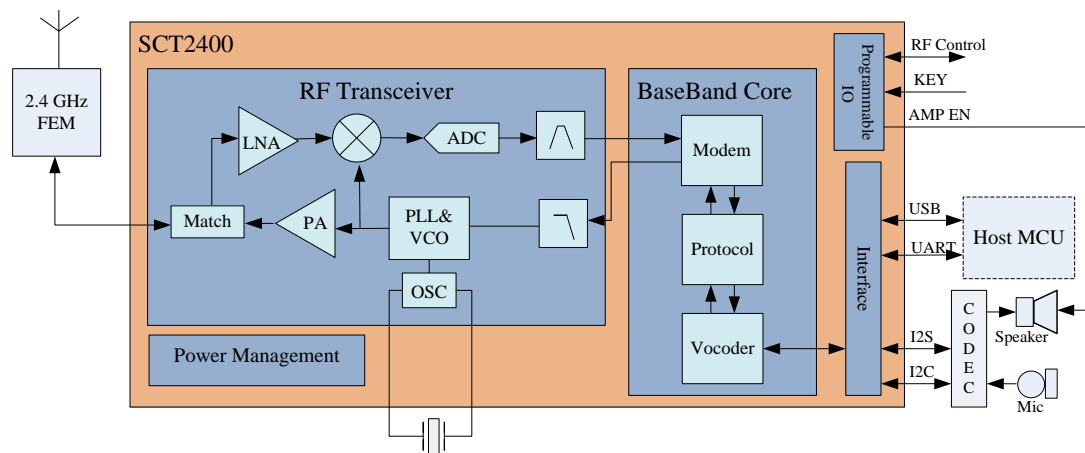 SCT2400
2.4 GHz
FEM
RF Transceiver
LNA
ADC
Match
PA
PLL&
VCO
OSC
Power Management
BaseBand Core
Modem
Protocol
Vocoder
Programmable
IO
Interface
RF Control
KEY
AMP EN
USB
UART
Host MCU
I2S
I2C
CODEC
Speaker
Mic